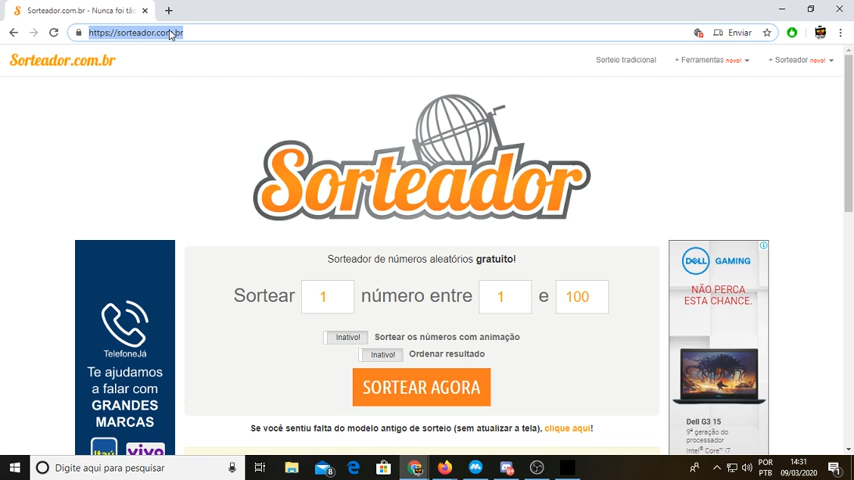 Sorteador.com.br - Nunca foi tão
https://sorteador.com.br
Enviar
Sorteador.com.br
Sorteio tradicional
+ Ferramentas novo!
+ Sorteador novo!
Sorteador
Sorteador de números aleatórios gratuito!
Sortear 1 número entre 1 e 100
Inativo! Sortear os números com animação
Inativo! Ordenar resultado
SORTEAR AGORA
Se você sentiu falta do modelo antigo de sorteio (sem atualizar a tela), clique aqui!
TelefoneJá
Te ajudamos
a falar com
GRANDES
MARCAS
Itaú
vivo
DELL GAMING
NÃO PERCA
ESTA CHANCE.
Dell G3 15
9ª geração do
processador
Intel® Core™ i7
Digite aqui para pesquisar
POR
PTB
14:31
09/03/2020